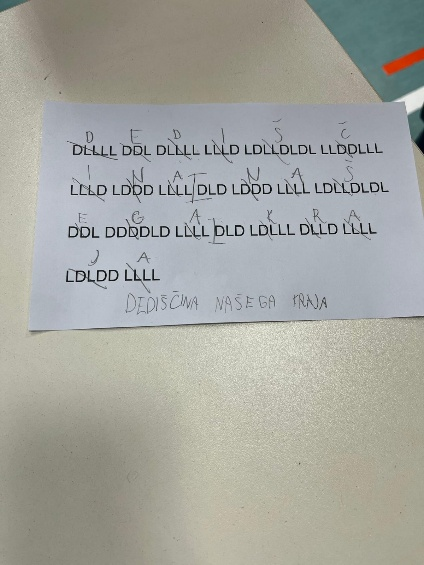 D E D I Š Č
DLLLL DDL DLLLL LLLD LDLLDLDL LLDDLLL
I N A N A Š
LLLD LDDD LLLL DLD LDDD LLLL LDLLDLDL
E G A K R A
DDL DDDDLD LLLL DLD LDLLL DLLD LLLL
J A
LDLDD LLLL
DEDIŠČINA NAŠEGA KRAJA